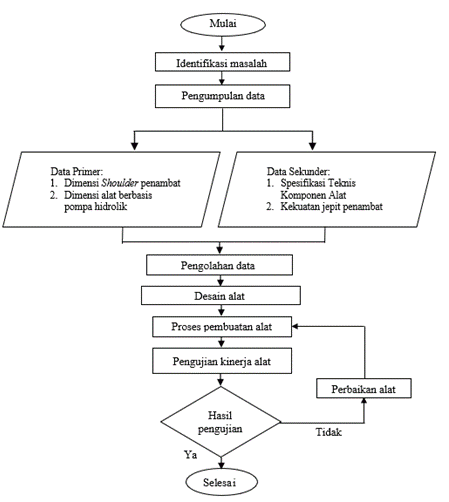 Mulai
Identifikasi masalah
Pengumpulan data
Data Primer:
1. Dimensi Shoulder penambat
2. Dimensi alat berbasis
pompa hidrolik
Data Sekunder:
1. Spesifikasi Teknis
Komponen Alat
2. Kekuatan jepit penambat
Pengolahan data
Desain alat
Proses pembuatan alat
Pengujian kinerja alat
Perbaikan alat
Hasil
pengujian
Tidak
Ya
Selesai